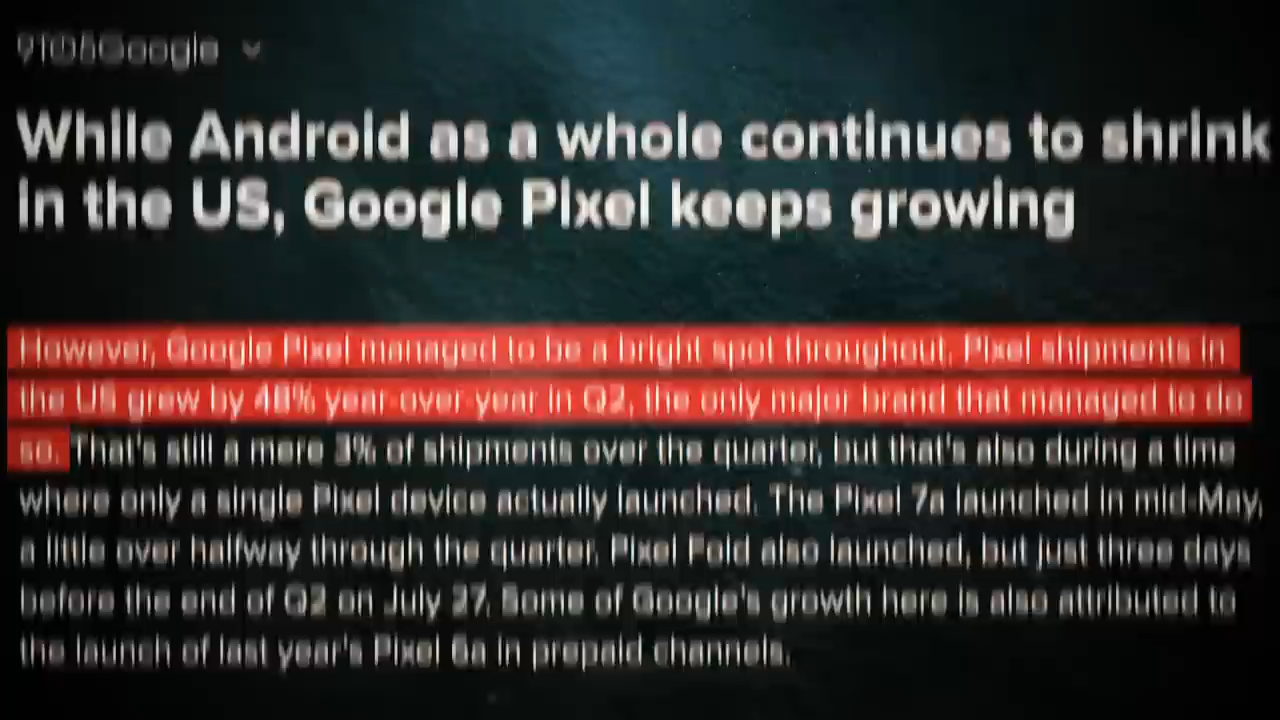 9TO5Google
While Android as a whole continues to shrink
in the US, Google Pixel keeps growing
However, Google Pixel managed to be a bright spot throughout. Pixel shipments in
the US grew by 48% year-over-year in Q2, the only major brand that managed to do
so. That's still a mere 3% of shipments over the quarter, but that's also during a time
where only a single Pixel device actually launched. The Pixel 7a launched in mid-May,
a little over halfway through the quarter. Pixel Fold also launched, but just three days
before the end of Q2 on July 27. Some of Google's growth here is also attributed to
the launch of last year's Pixel 6a in prepaid channels.